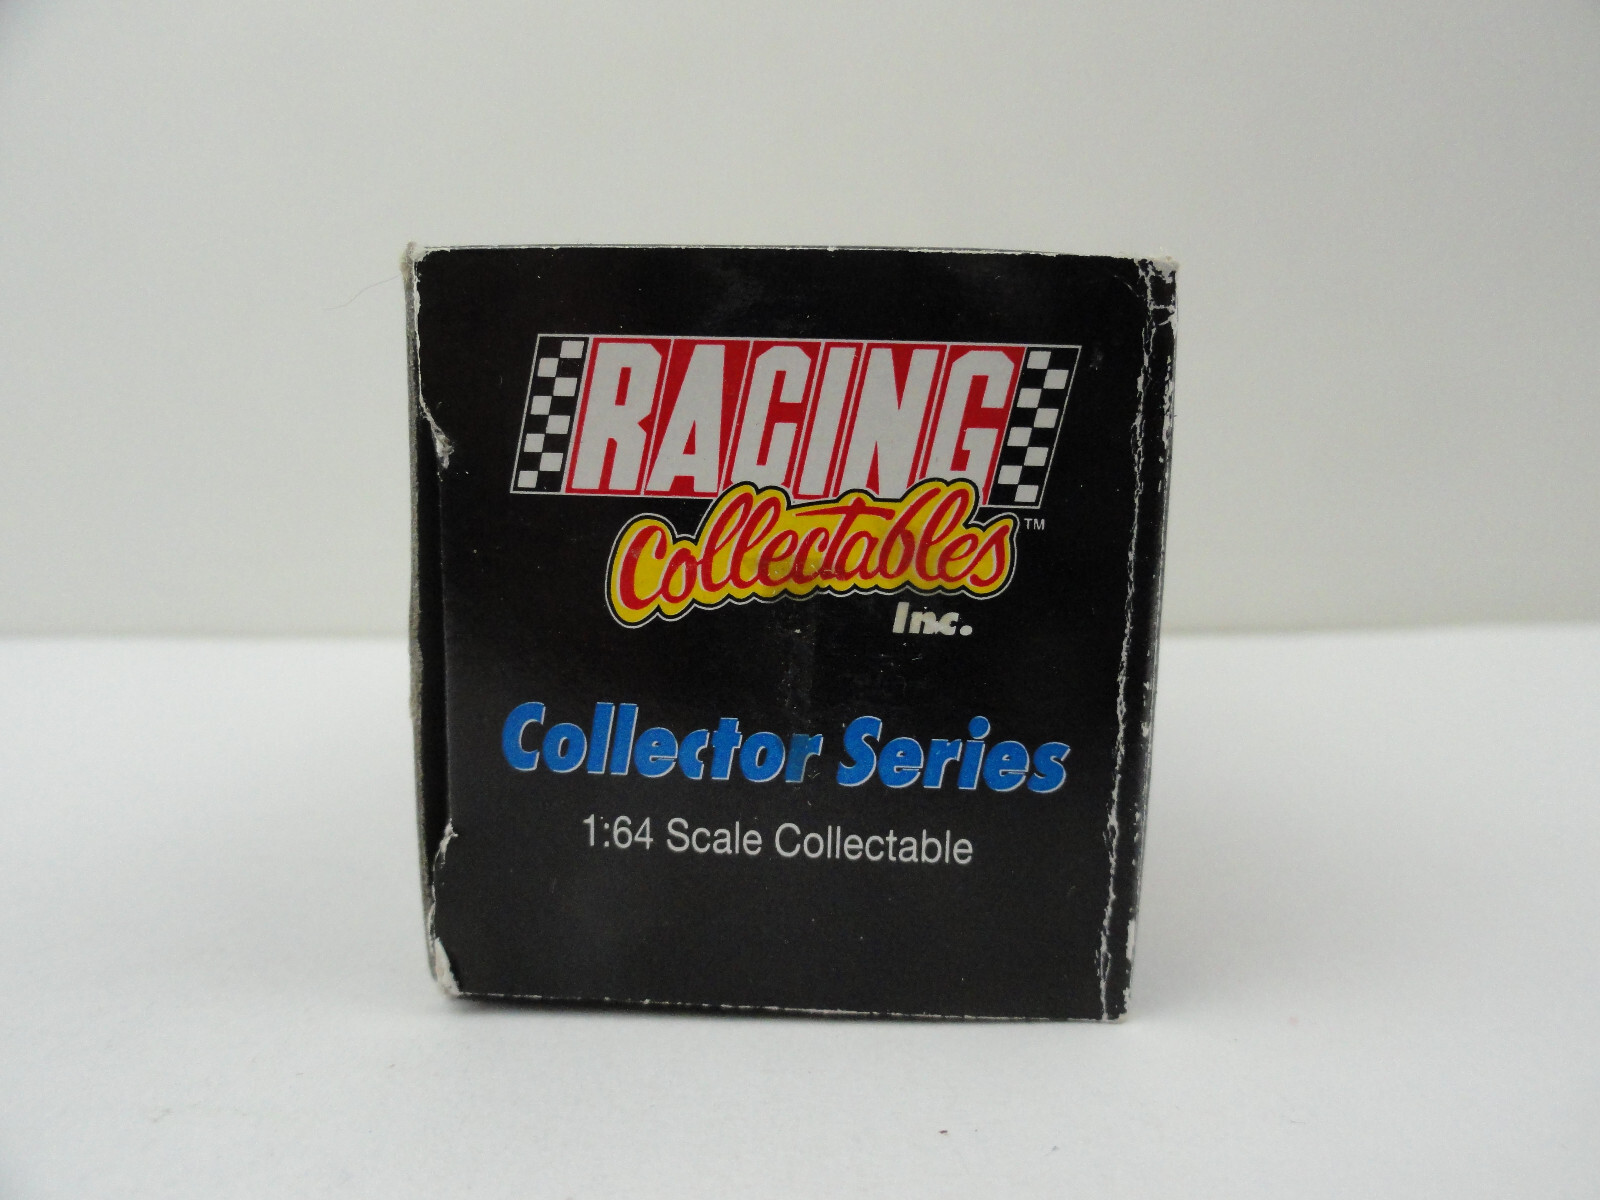 RACING
Collectables™
Inc.
Collector Series
1:64 Scale Collectable